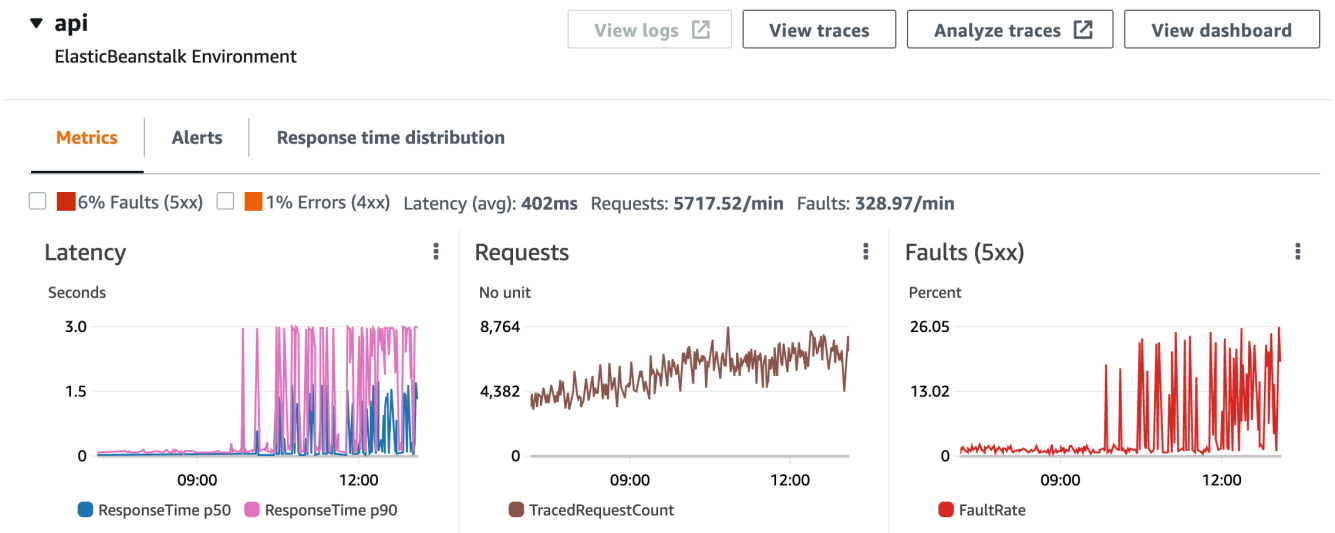 api
View logs
View traces
Analyze traces
View dashboard
ElasticBeanstalk Environment
Metrics
Alerts
Response time distribution
6% Faults (5xx) 1% Errors (4xx) Latency (avg): 402ms Requests: 5717.52/min Faults: 328.97/min
Latency
Seconds
3.0
1.5
0
09:00 12:00
ResponseTime p50 ResponseTime p90
Requests
No unit
8,764
4,382
0
09:00 12:00
TracedRequestCount
Faults (5xx)
Percent
26.05
13.02
0
09:00 12:00
FaultRate